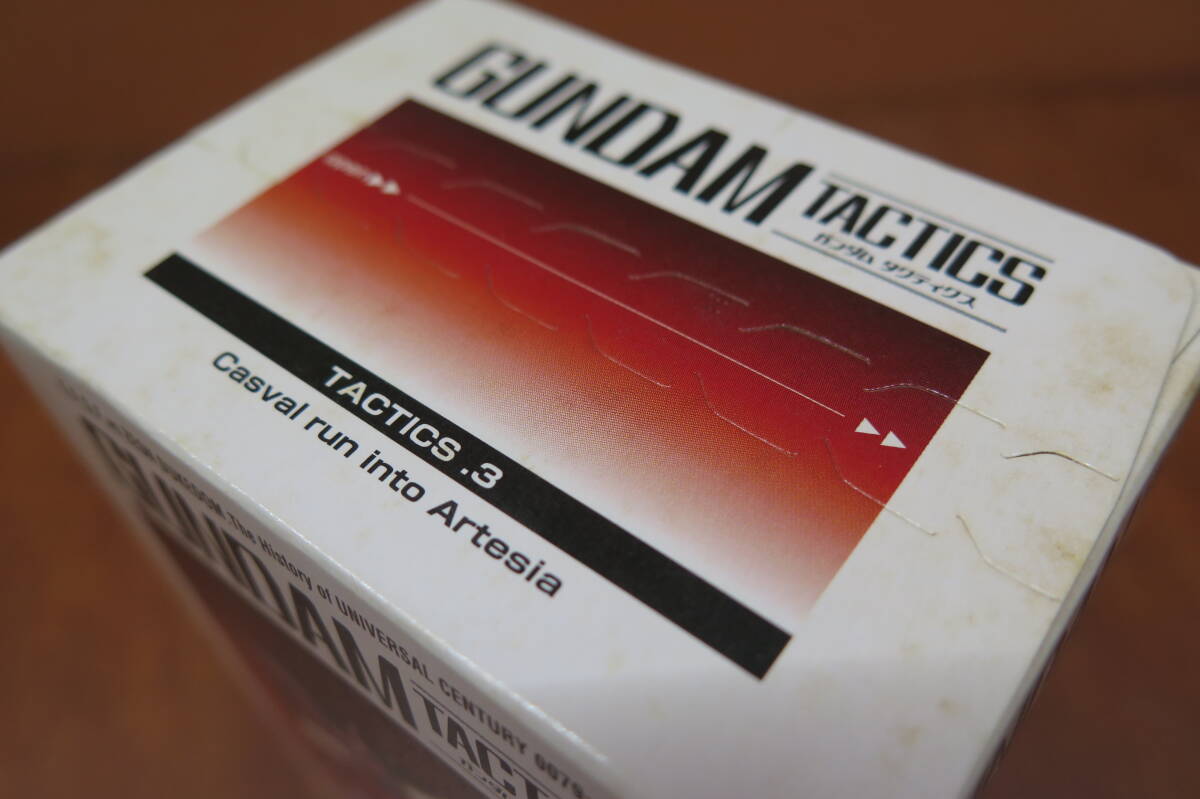 GUNDAM TACTICS
ガンダム タクティクス
TACTICS .3
Casval run into Artesia
The History of UNIVERSAL CENTURY 0079
GUNDAM